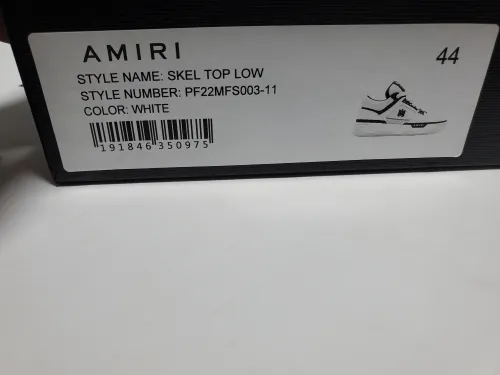 AMIRI
44
STYLE NAME: SKEL TOP LOW
STYLE NUMBER: PF22MFS003-11
COLOR: WHITE
191846 350975